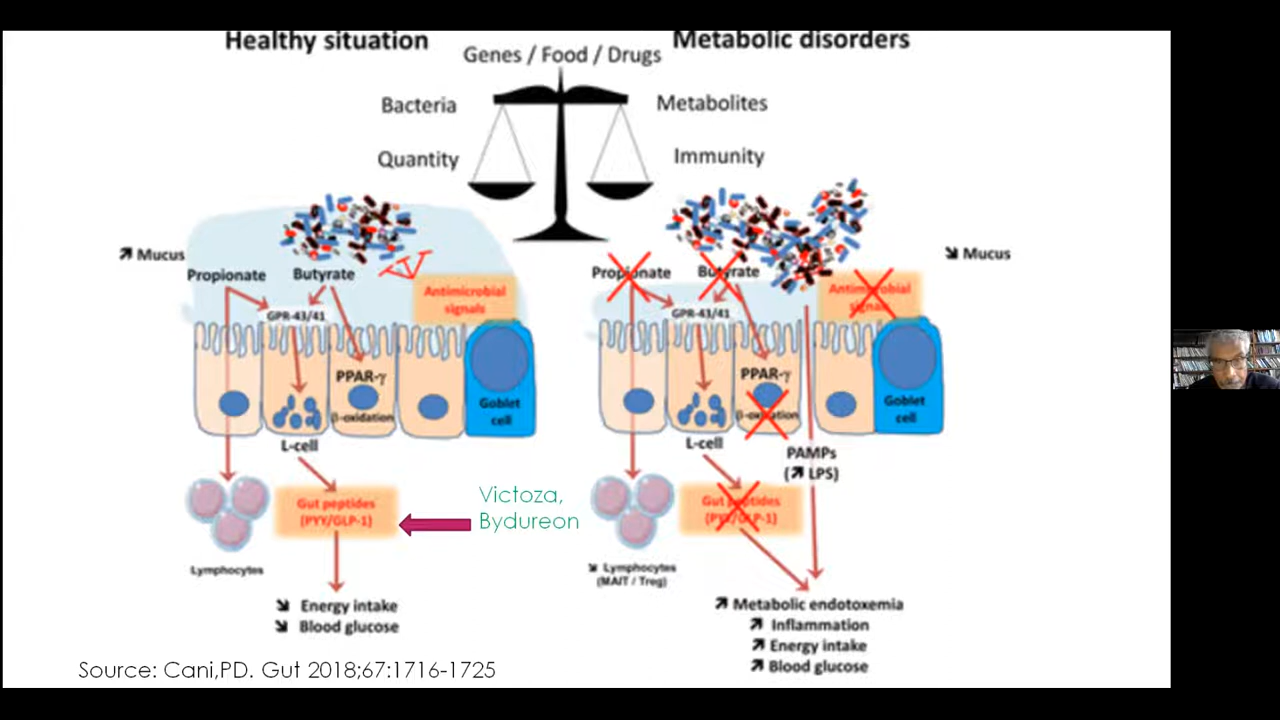 Healthy situation
Metabolic disorders
Genes / Food / Drugs
Bacteria
Metabolites
Quantity
Immunity
↗ Mucus
Propionate
Butyrate
Antimicrobial
signals
GPR-43/41
PPAR-γ
β-oxidation
Goblet
cell
L-cell
Gut peptides
(PYY/GLP-1)
Victoza,
Bydureon
Lymphocytes
↘ Energy intake
↘ Blood glucose
↘ Mucus
Propionate
Butyrate
Antimicrobial
signals
GPR-43/41
PPAR-γ
β-oxidation
Goblet
cell
L-cell
PAMPs
(↗ LPS)
Gut peptides
(PYY/GLP-1)
↘ Lymphocytes
(MAIT / Treg)
↗ Metabolic endotoxemia
↗ Inflammation
↗ Energy intake
↗ Blood glucose
Source: Cani,PD. Gut 2018;67:1716-1725